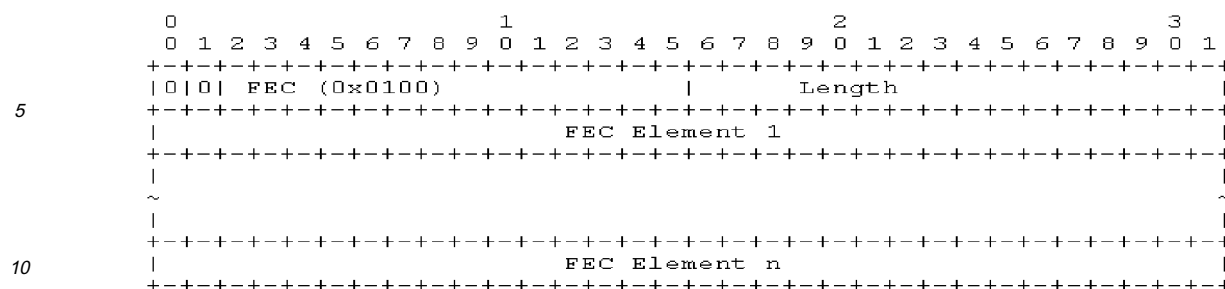 0                   1                   2                   3
0 1 2 3 4 5 6 7 8 9 0 1 2 3 4 5 6 7 8 9 0 1 2 3 4 5 6 7 8 9 0 1
+-+-+-+-+-+-+-+-+-+-+-+-+-+-+-+-+-+-+-+-+-+-+-+-+-+-+-+-+-+-+-+-+
|0|0| FEC (0x0100)              |      Length                   |
5 +-+-+-+-+-+-+-+-+-+-+-+-+-+-+-+-+-+-+-+-+-+-+-+-+-+-+-+-+-+-+-+-+
|                        FEC Element 1                          |
+-+-+-+-+-+-+-+-+-+-+-+-+-+-+-+-+-+-+-+-+-+-+-+-+-+-+-+-+-+-+-+-+
|                                                               |
~                                                               ~
|                                                               |
+-+-+-+-+-+-+-+-+-+-+-+-+-+-+-+-+-+-+-+-+-+-+-+-+-+-+-+-+-+-+-+-+
10 |                        FEC Element n                          |
+-+-+-+-+-+-+-+-+-+-+-+-+-+-+-+-+-+-+-+-+-+-+-+-+-+-+-+-+-+-+-+-+